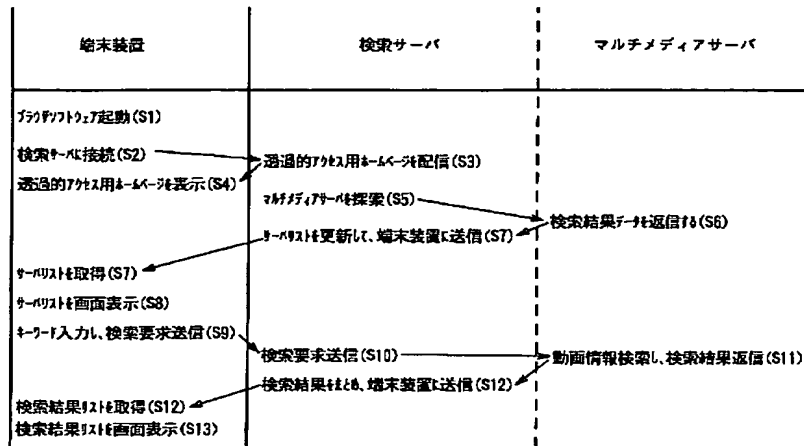 端末装置
検索サーバ
マルチメディアサーバ
ブラウザソフトウェア起動(S1)
検索サーバに接続(S2)
透過的アクセス用ホームページを配信(S3)
透過的アクセス用ホームページを表示(S4)
マルチメディアサーバを探索(S5)
検索結果データを返信する(S6)
サーバリストを更新して、端末装置に送信(S7)
サーバリストを取得(S7)
サーバリストを画面表示(S8)
キーワード入力し、検索要求送信(S9)
検索要求送信(S10)
動画情報検索し、検索結果返信(S11)
検索結果をまとめ、端末装置に送信(S12)
検索結果リストを取得(S12)
検索結果リストを画面表示(S13)